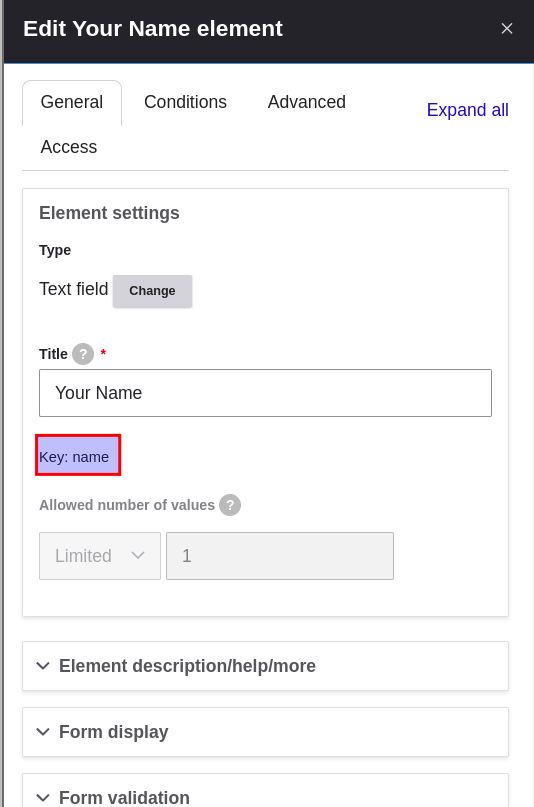 Edit Your Name element
General
Conditions
Advanced
Expand all
Access
Element settings
Type
Text field Change
Title ? *
Your Name
Key: name
Allowed number of values ?
Limited 1
Element description/help/more
Form display
Form validation